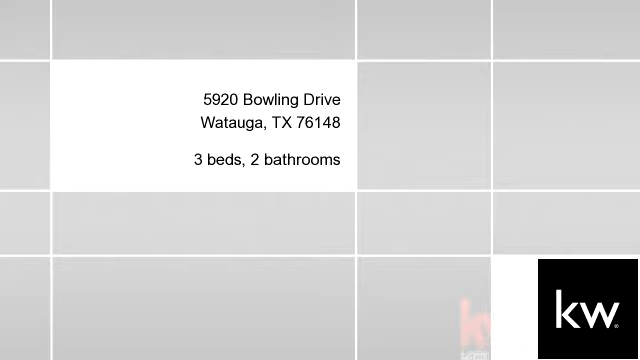 5920 Bowling Drive
Watauga, TX 76148
3 beds, 2 bathrooms
kw®